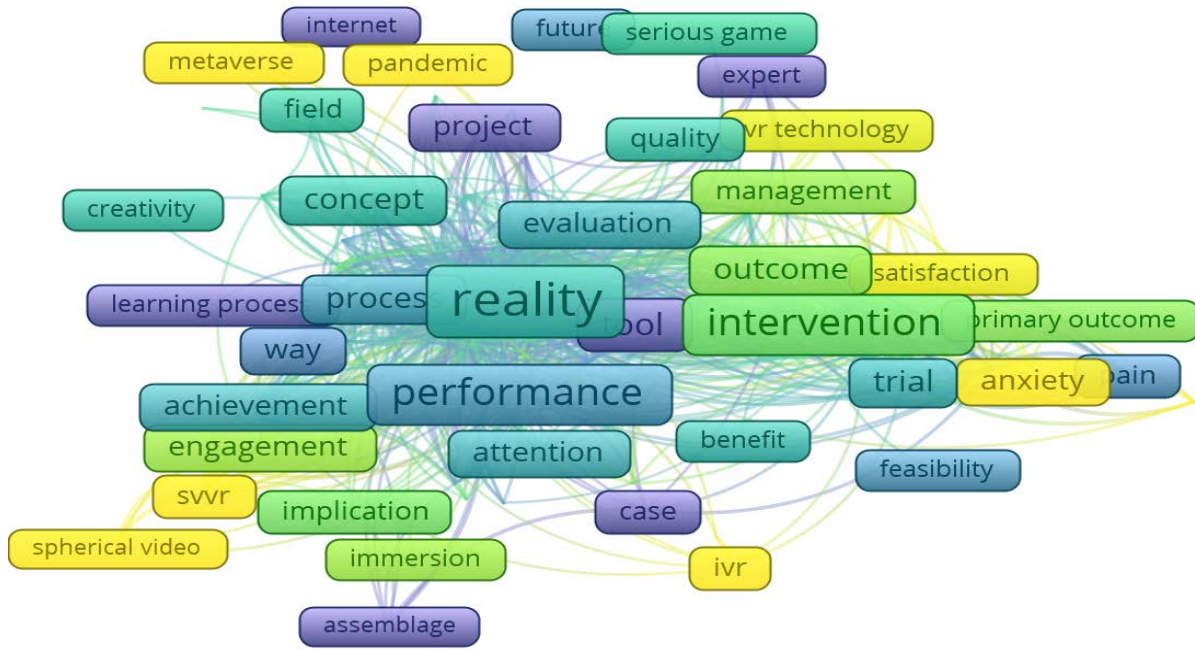 internet
future
serious game
metaverse
pandemic
expert
field
project
quality
vr technology
creativity
concept
evaluation
management
outcome
satisfaction
learning process
process
reality
tool
intervention
primary outcome
way
performance
trial
anxiety
pain
achievement
engagement
attention
benefit
feasibility
svvr
implication
case
spherical video
immersion
ivr
assemblage